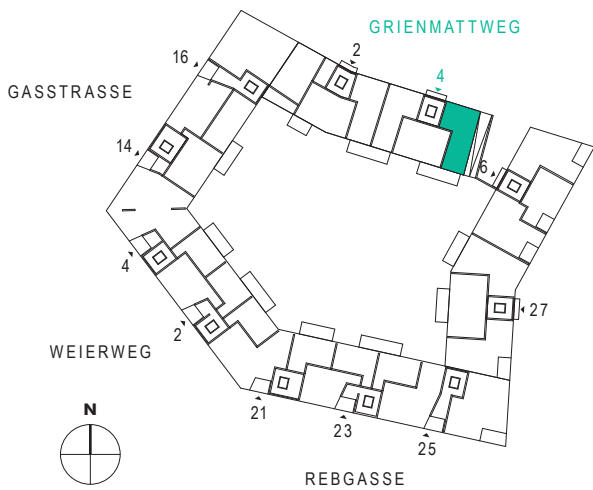 GRIENMATTWEG
2
16
4
GASSTRASSE
14
6
4
27
2
WEIERWEG
N
21
23
25
REBGASSE